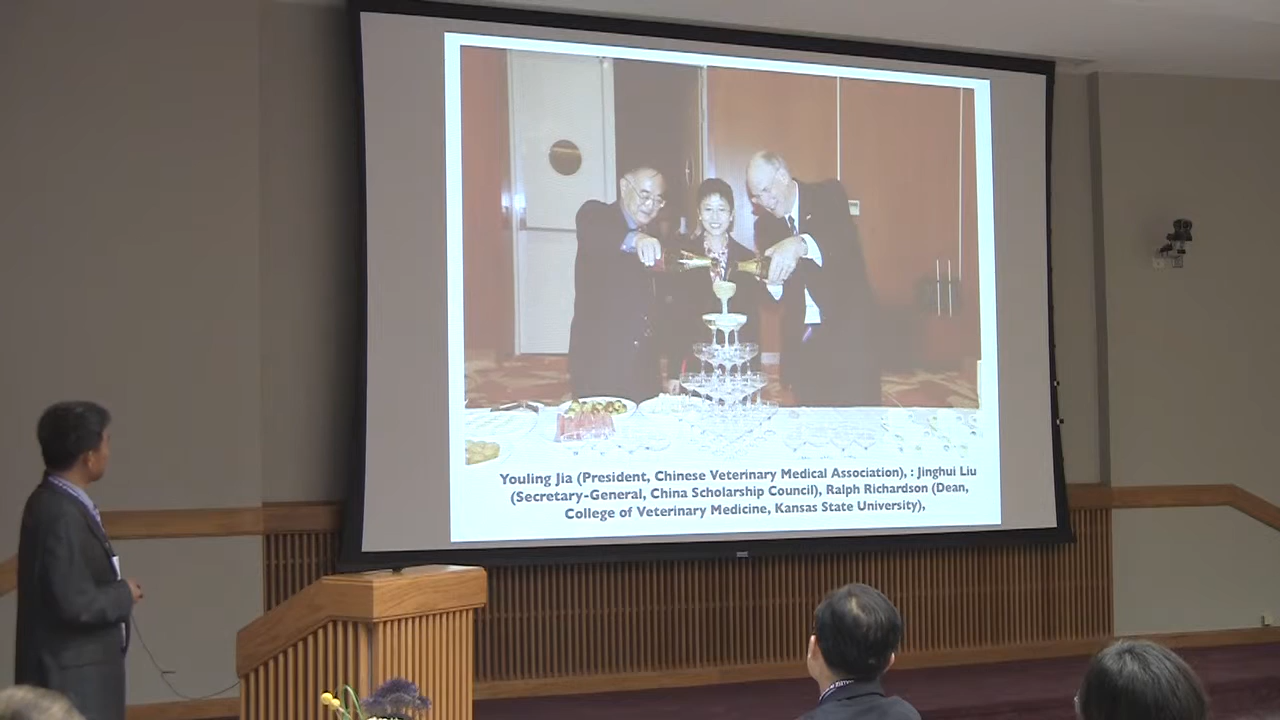 Youling Jia (President, Chinese Veterinary Medical Association), : Jinghui Liu
(Secretary-General, China Scholarship Council), Ralph Richardson (Dean,
College of Veterinary Medicine, Kansas State University),